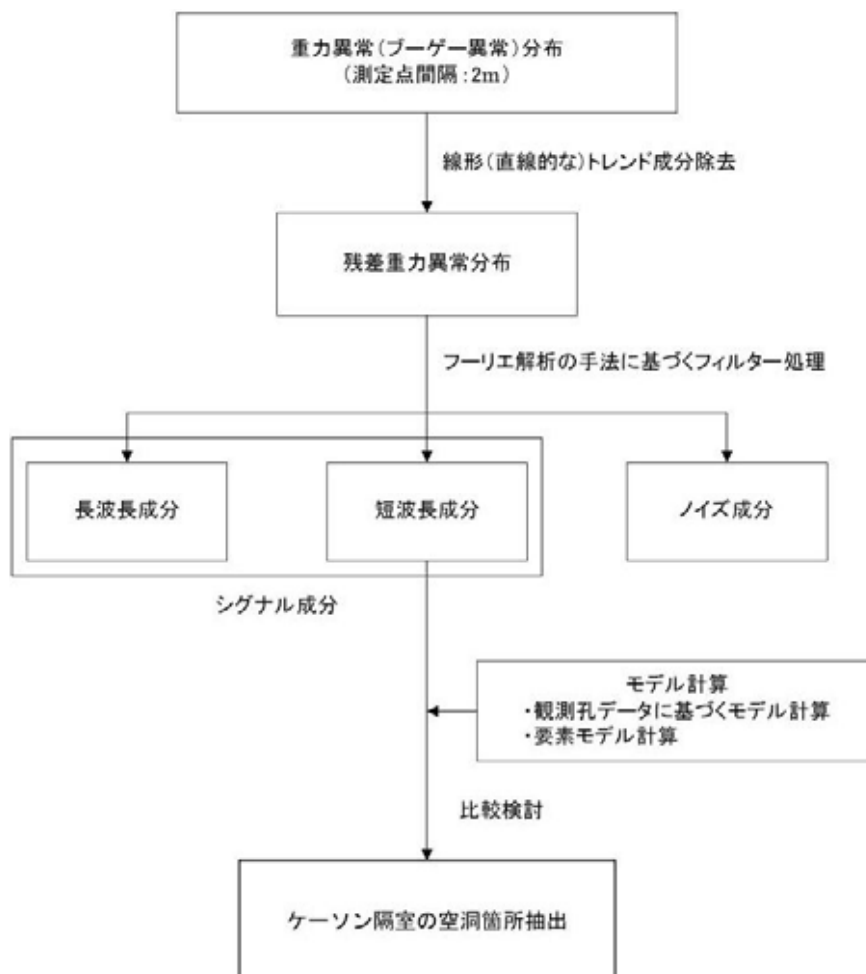 重力異常(ブーゲー異常)分布
(測定点間隔:2m)
線形(直線的な)トレンド成分除去
残差重力異常分布
フーリエ解析の手法に基づくフィルター処理
長波長成分
短波長成分
ノイズ成分
シグナル成分
モデル計算
・観測孔データに基づくモデル計算
・要素モデル計算
比較検討
ケーソン隔室の空洞箇所抽出